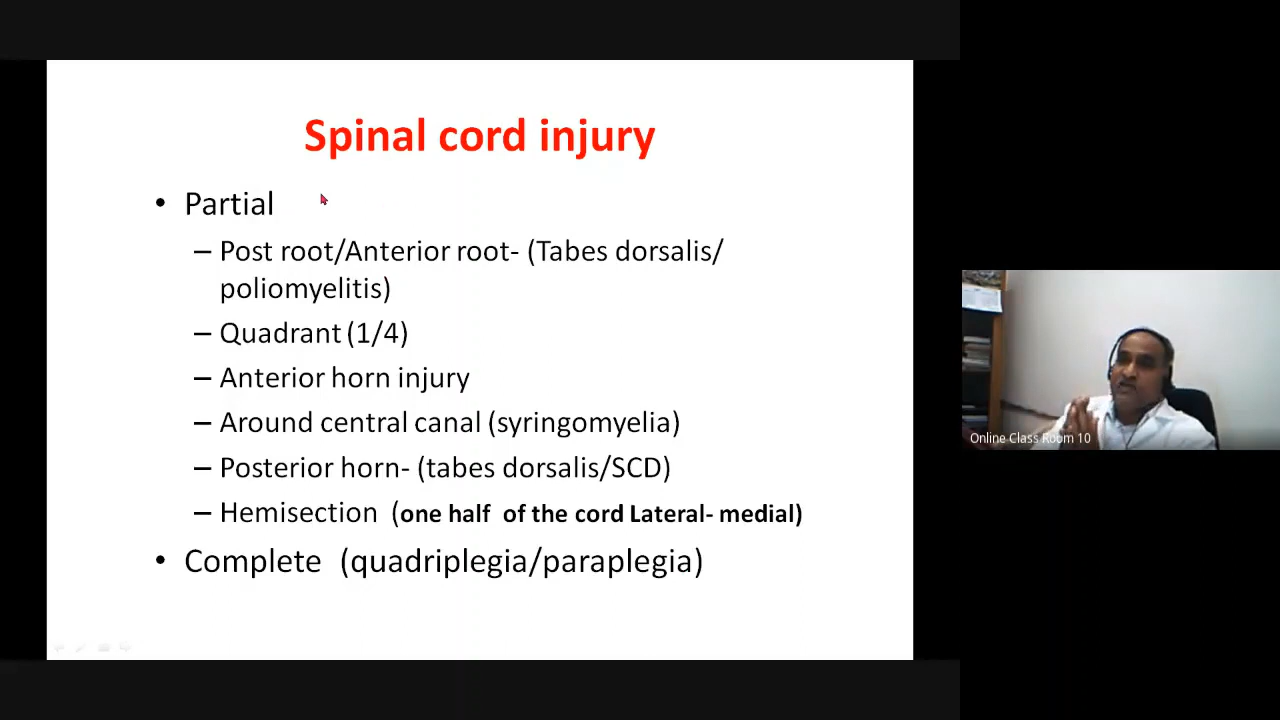 Spinal cord injury
• Partial
– Post root/Anterior root- (Tabes dorsalis/
poliomyelitis)
– Quadrant (1/4)
– Anterior horn injury
– Around central canal (syringomyelia)
– Posterior horn- (tabes dorsalis/SCD)
– Hemisection (one half of the cord Lateral- medial)
• Complete (quadriplegia/paraplegia)
Online Class Room 10